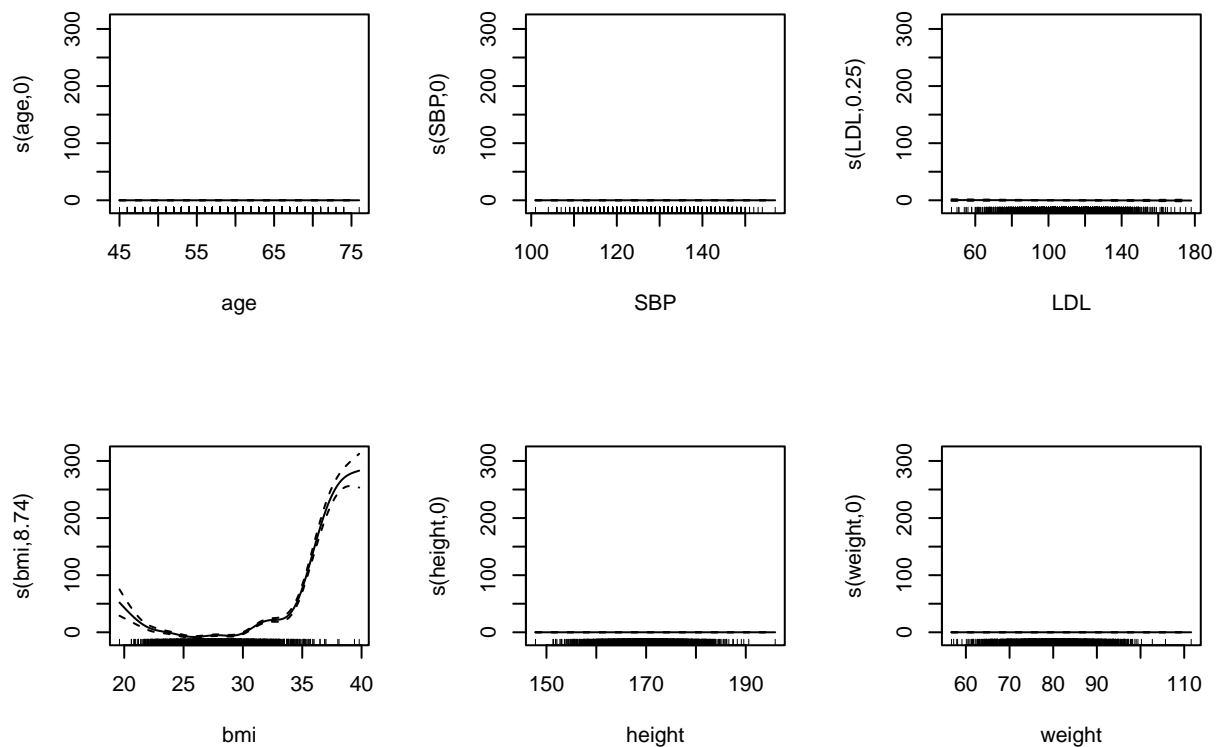 s(age,0)
0 100 200 300
45 55 65 75
age
s(SBP,0)
0 100 200 300
100 120 140
SBP
s(LDL,0.25)
0 100 200 300
60 100 140 180
LDL
s(bmi,8.74)
0 100 200 300
20 25 30 35 40
bmi
s(height,0)
0 100 200 300
150 170 190
height
s(weight,0)
0 100 200 300
60 70 80 90 110
weight